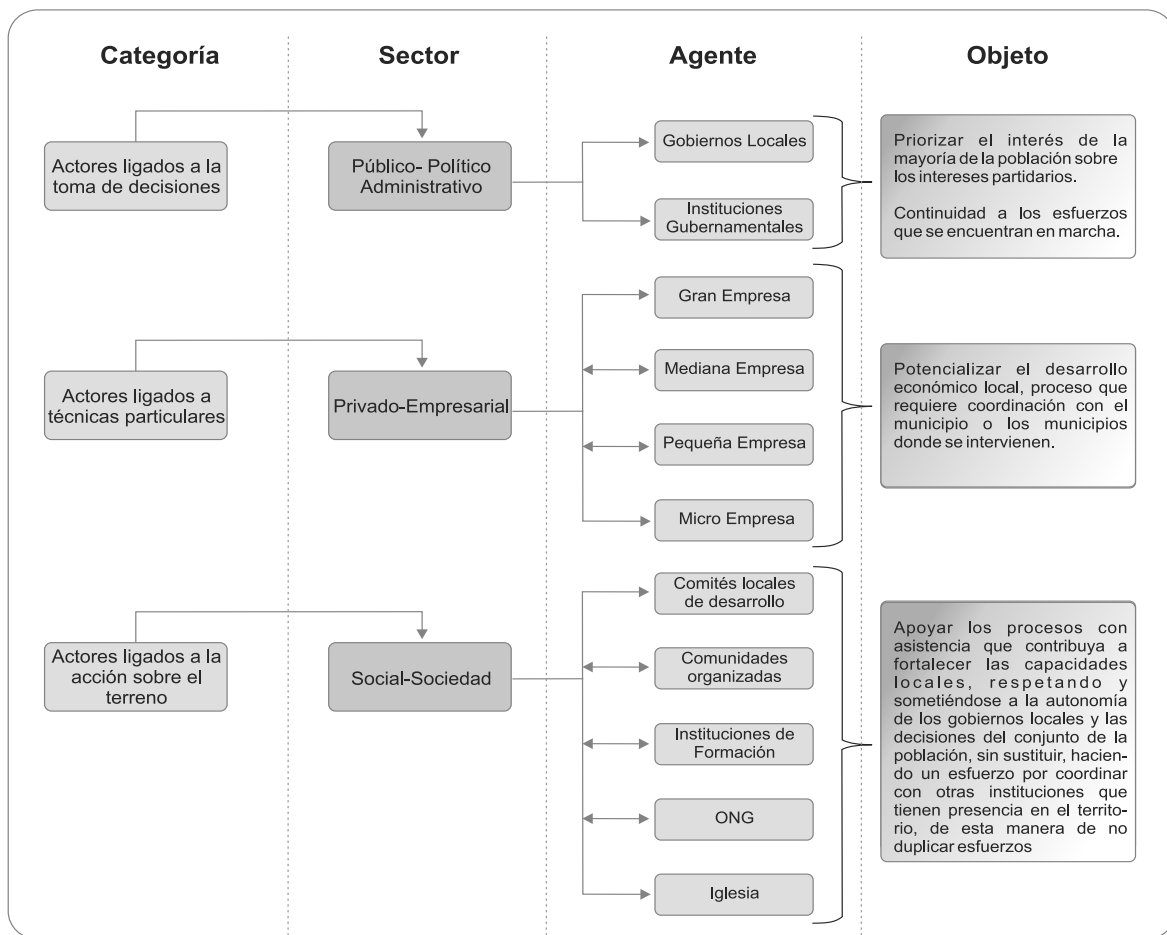 Categoría
Sector
Agente
Objeto
Actores ligados a la
toma de decisiones
Público- Político
Administrativo
Gobiernos Locales
Instituciones
Gubernamentales
Priorizar el interés de la
mayoría de la población sobre
los intereses partidarios.
Continuidad a los esfuerzos
que se encuentran en marcha.
Actores ligados a
técnicas particulares
Privado-Empresarial
Gran Empresa
Mediana Empresa
Pequeña Empresa
Micro Empresa
Potencializar el desarrollo
económico local, proceso que
requiere coordinación con el
municipio o los municipios
donde se intervienen.
Actores ligados a la
acción sobre el
terreno
Social-Sociedad
Comités locales
de desarrollo
Comunidades
organizadas
Instituciones de
Formación
ONG
Iglesia
Apoyar los procesos con
asistencia que contribuya a
fortalecer las capacidades
locales, respetando y
sometiéndose a la autonomía
de los gobiernos locales y las
decisiones del conjunto de la
población, sin sustituir, hacien-
do un esfuerzo por coordinar
con otras instituciones que
tienen presencia en el territo-
rio, de esta manera de no
duplicar esfuerzos